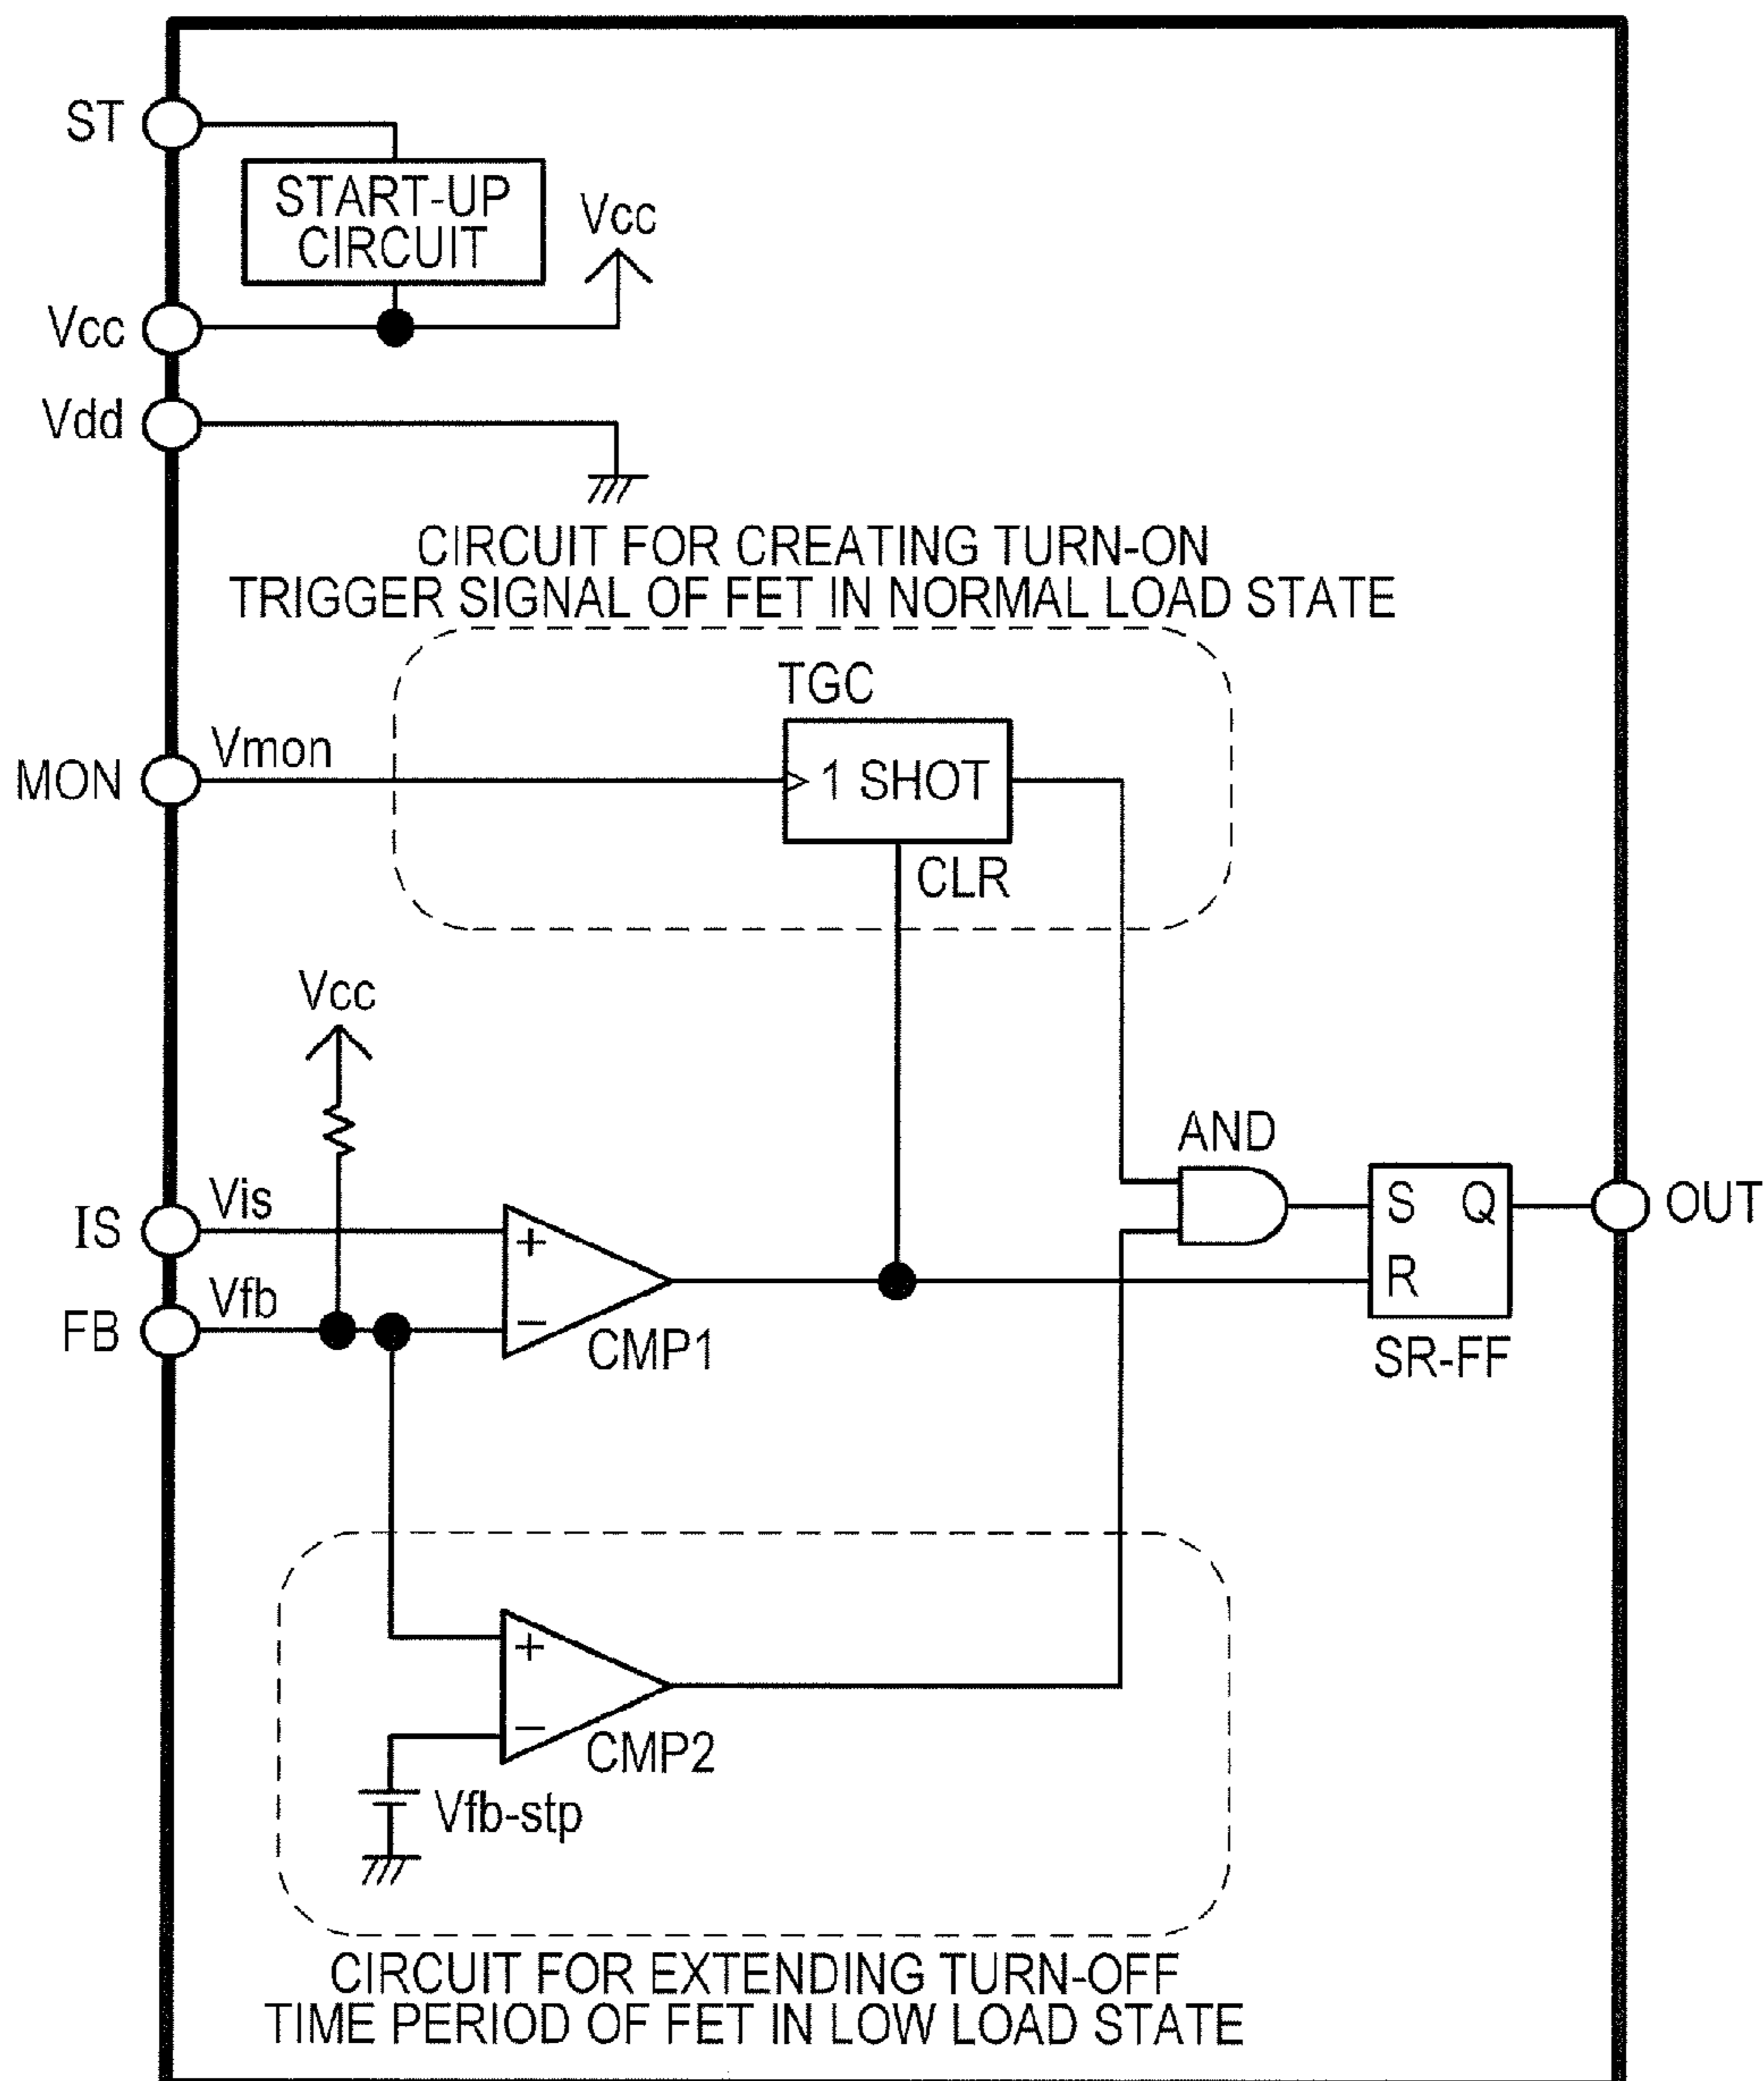 ST
START-UP
CIRCUIT
Vcc
Vcc
Vdd
CIRCUIT FOR CREATING TURN-ON
TRIGGER SIGNAL OF FET IN NORMAL LOAD STATE
TGC
MON
Vmon
1 SHOT
CLR
Vcc
AND
IS
Vis
+
S
Q
OUT
FB
Vfb
−
CMP1
R
SR-FF
+
−
CMP2
Vfb-stp
CIRCUIT FOR EXTENDING TURN-OFF
TIME PERIOD OF FET IN LOW LOAD STATE